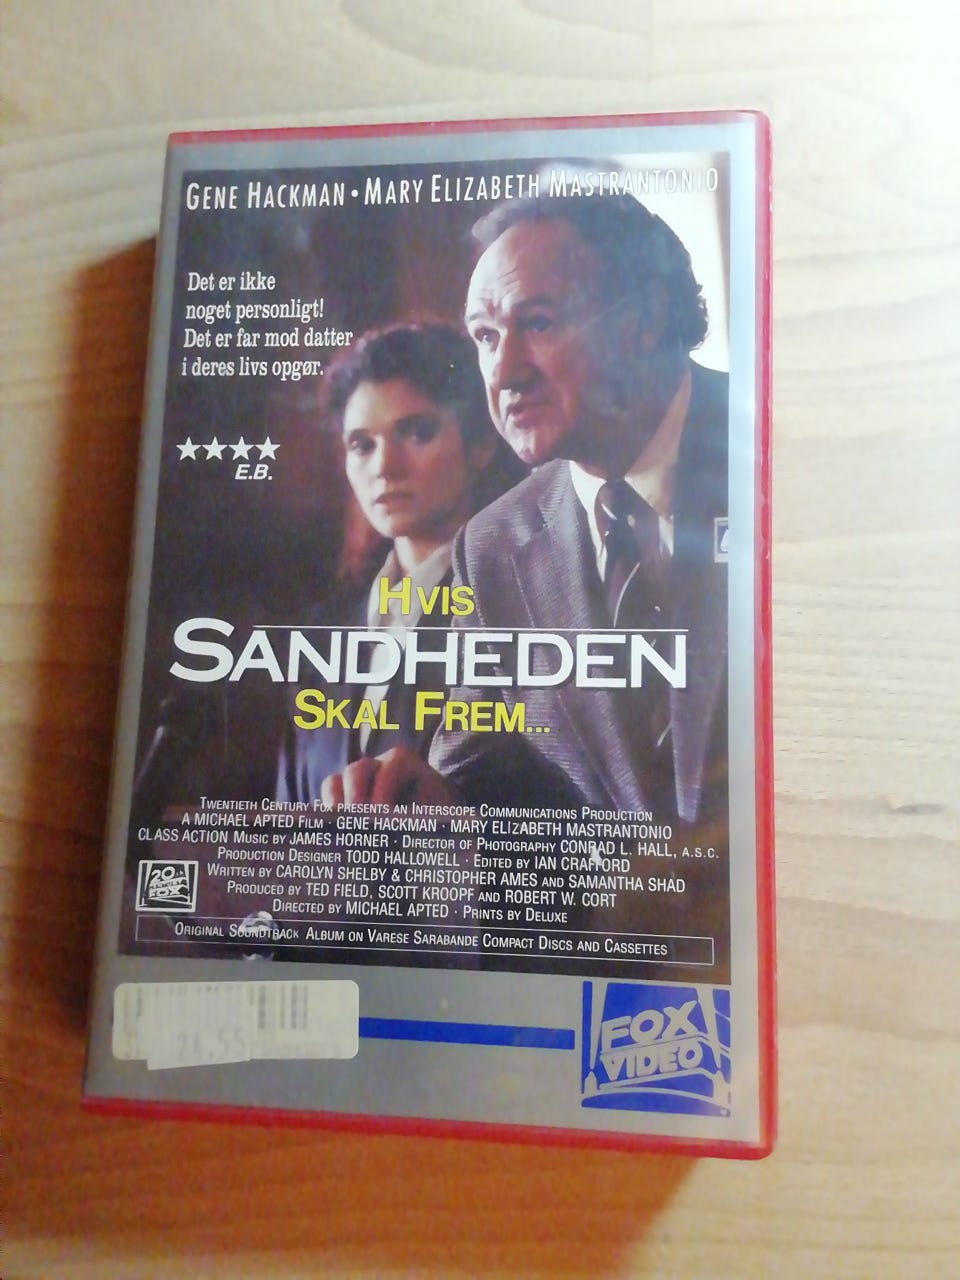 GENE HACKMAN • MARY ELIZABETH MASTRANTONIO
Det er ikke
noget personligt!
Det er far mod datter
i deres livs opgør.
★★★★
E.B.
HVIS
SANDHEDEN
SKAL FREM...
TWENTIETH CENTURY FOX PRESENTS AN INTERSCOPE COMMUNICATIONS PRODUCTION
A MICHAEL APTED FILM · GENE HACKMAN · MARY ELIZABETH MASTRANTONIO
CLASS ACTION MUSIC BY JAMES HORNER · DIRECTOR OF PHOTOGRAPHY CONRAD L. HALL, A.S.C.
PRODUCTION DESIGNER TODD HALLOWELL · EDITED BY IAN CRAFFORD
WRITTEN BY CAROLYN SHELBY & CHRISTOPHER AMES AND SAMANTHA SHAD
PRODUCED BY TED FIELD, SCOTT KROOPF AND ROBERT W. CORT
DIRECTED BY MICHAEL APTED · PRINTS BY DELUXE
20th
CENTURY
FOX
ORIGINAL SOUNDTRACK ALBUM ON VARESE SARABANDE COMPACT DISCS AND CASSETTES
FOX
VIDEO